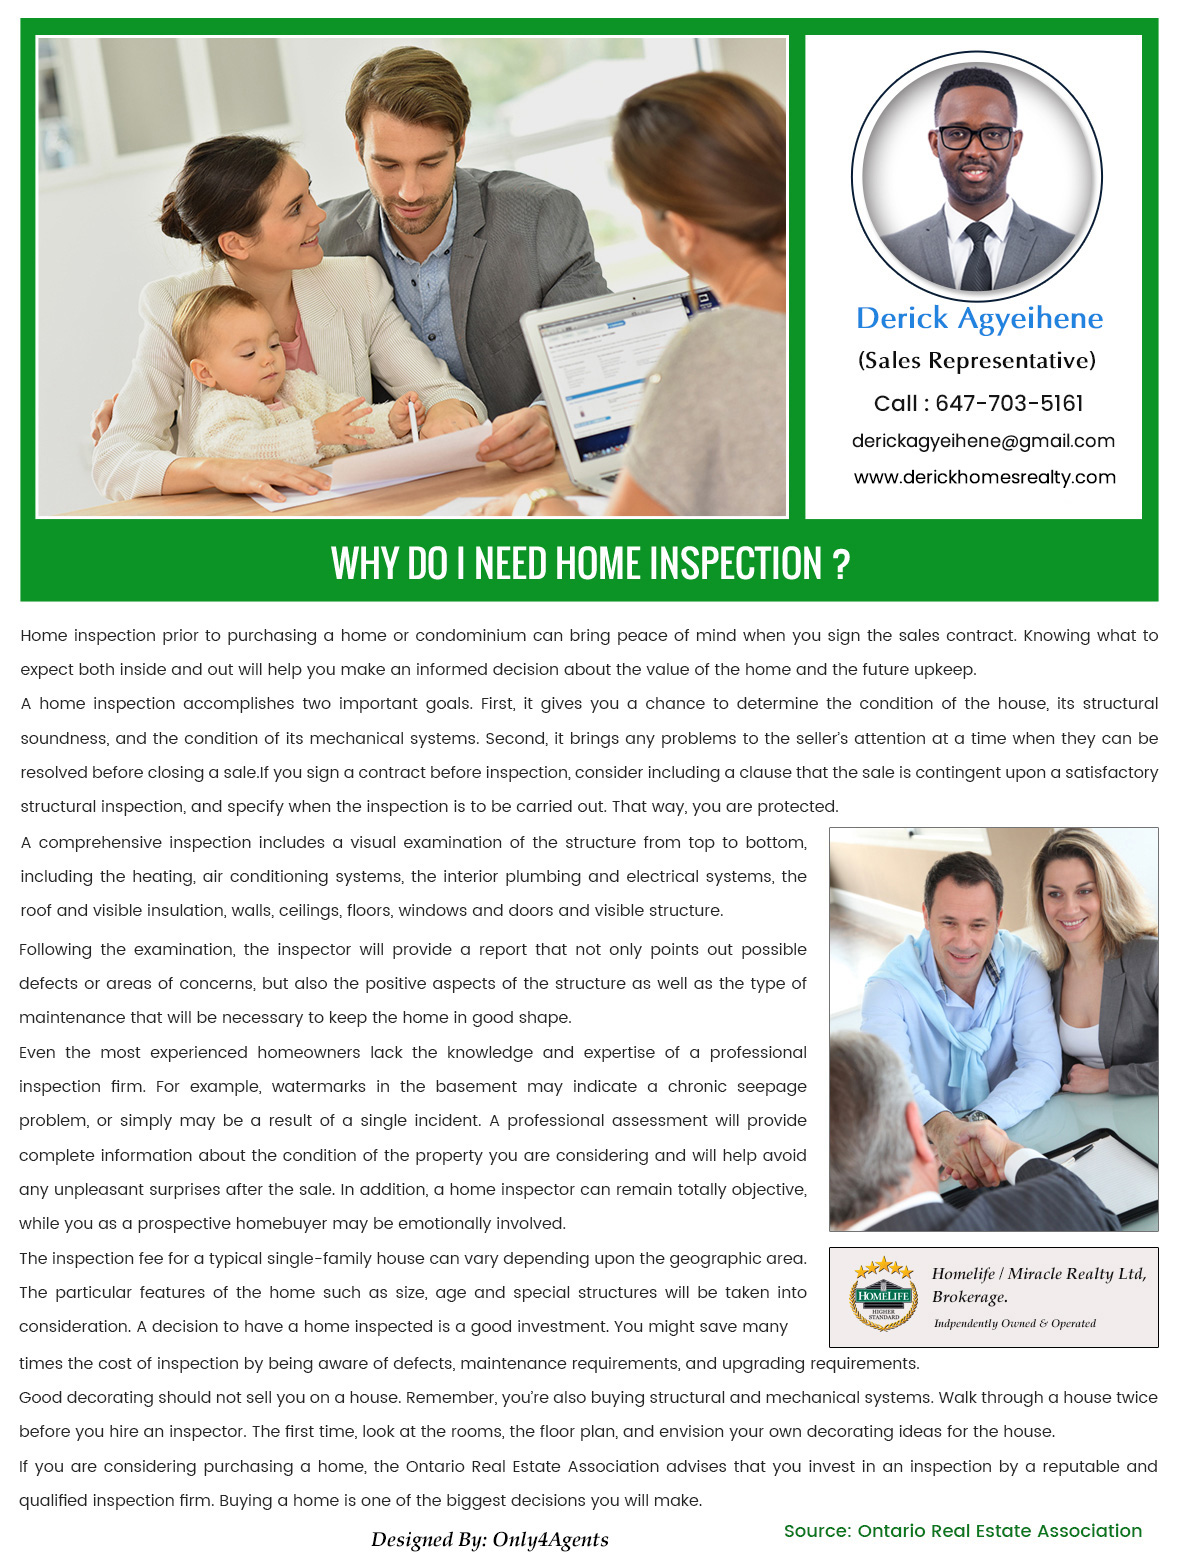 Derick Agyeihene
(Sales Representative)
Call : 647-703-5161
derickagyeihene@gmail.com
www.derickhomesrealty.com
WHY DO I NEED HOME INSPECTION ?
Home inspection prior to purchasing a home or condominium can bring peace of mind when you sign the sales contract. Knowing what to
expect both inside and out will help you make an informed decision about the value of the home and the future upkeep.
A home inspection accomplishes two important goals. First, it gives you a chance to determine the condition of the house, its structural
soundness, and the condition of its mechanical systems. Second, it brings any problems to the seller's attention at a time when they can be
resolved before closing a sale.If you sign a contract before inspection, consider including a clause that the sale is contingent upon a satisfactory
structural inspection, and specify when the inspection is to be carried out. That way, you are protected.
A comprehensive inspection includes a visual examination of the structure from top to bottom,
including the heating, air conditioning systems, the interior plumbing and electrical systems, the
roof and visible insulation, walls, ceilings, floors, windows and doors and visible structure.
Following the examination, the inspector will provide a report that not only points out possible
defects or areas of concerns, but also the positive aspects of the structure as well as the type of
maintenance that will be necessary to keep the home in good shape.
Even the most experienced homeowners lack the knowledge and expertise of a professional
inspection firm. For example, watermarks in the basement may indicate a chronic seepage
problem, or simply may be a result of a single incident. A professional assessment will provide
complete information about the condition of the property you are considering and will help avoid
any unpleasant surprises after the sale. In addition, a home inspector can remain totally objective,
while you as a prospective homebuyer may be emotionally involved.
The inspection fee for a typical single-family house can vary depending upon the geographic area.
The particular features of the home such as size, age and special structures will be taken into
consideration. A decision to have a home inspected is a good investment. You might save many
times the cost of inspection by being aware of defects, maintenance requirements, and upgrading requirements.
Good decorating should not sell you on a house. Remember, you're also buying structural and mechanical systems. Walk through a house twice
before you hire an inspector. The first time, look at the rooms, the floor plan, and envision your own decorating ideas for the house.
If you are considering purchasing a home, the Ontario Real Estate Association advises that you invest in an inspection by a reputable and
qualified inspection firm. Buying a home is one of the biggest decisions you will make.
HOMELIFE
HIGHER
STANDARD
Homelife / Miracle Realty Ltd,
Brokerage.
Indpendently Owned & Operated
Designed By: Only4Agents
Source: Ontario Real Estate Association